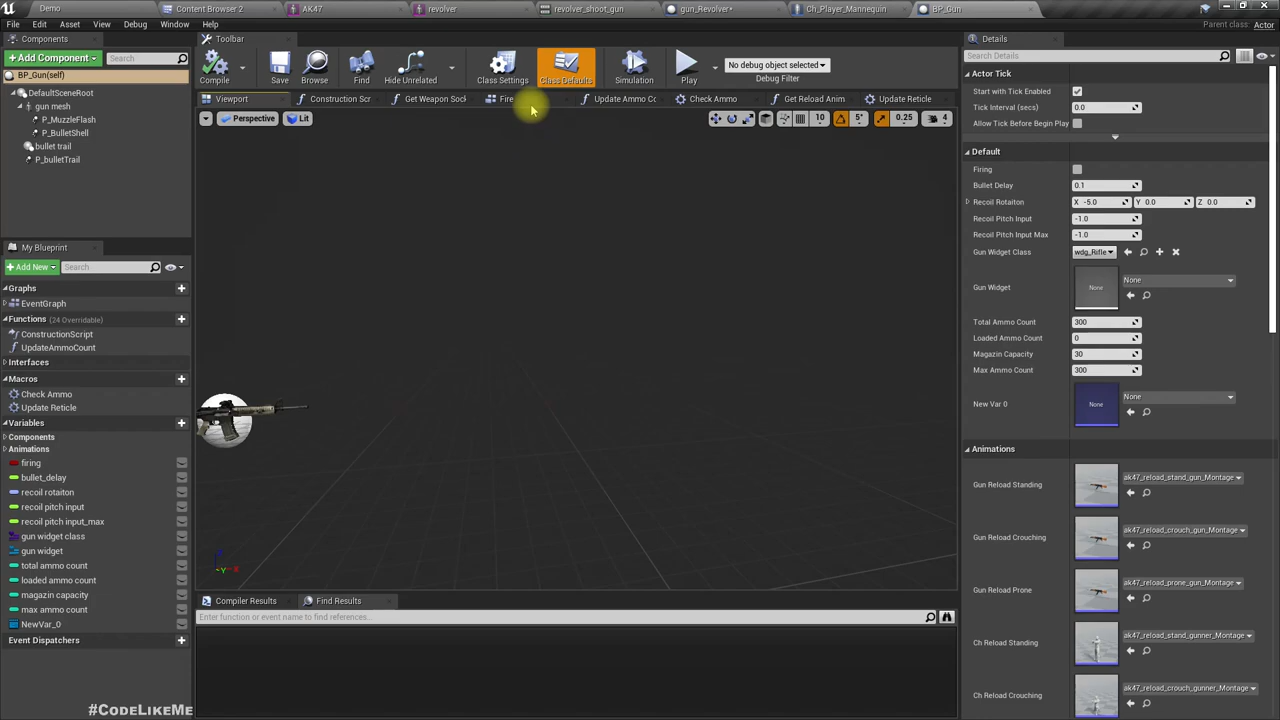 Demo
Content Browser 2
AK47
revolver
revolver_shoot_gun
gun_Revolver*
Ch_Player_Mannequin
BP_Gun
File Edit Asset View Debug Window Help
Parent class: Actor
Components
+ Add Component
Search
BP_Gun(self)
DefaultSceneRoot
gun mesh
P_MuzzleFlash
P_BulletShell
bullet trail
P_bulletTrail
My Blueprint
+ Add New
Search
Graphs
EventGraph
Functions (24 Overridable)
ConstructionScript
UpdateAmmoCount
Interfaces
Macros
Check Ammo
Update Reticle
Variables
Components
Animations
firing
bullet_delay
recoil rotaiton
recoil pitch input
recoil pitch input_max
gun widget class
gun widget
total ammo count
loaded ammo count
magazin capacity
max ammo count
NewVar_0
Event Dispatchers
#CodeLikeMe
Toolbar
Compile
Save
Browse
Find
Hide Unrelated
Class Settings
Class Defaults
Simulation
Play
No debug object selected
Debug Filter
Viewport
Construction Scr
Get Weapon Sock
Fire
Update Ammo Co
Check Ammo
Get Reload Anim
Update Reticle
Perspective
Lit
10
5°
0.25
4
Z
X
Y
Compiler Results
Find Results
Enter function or event name to find references...
Details
Search Details
Actor Tick
Start with Tick Enabled
Tick Interval (secs) 0.0
Allow Tick Before Begin Play
Default
Firing
Bullet Delay 0.1
Recoil Rotaiton X -5.0 Y 0.0 Z 0.0
Recoil Pitch Input -1.0
Recoil Pitch Input Max -1.0
Gun Widget Class wdg_Rifle
Gun Widget None None
Total Ammo Count 300
Loaded Ammo Count 0
Magazin Capacity 30
Max Ammo Count 300
New Var 0 None None
Animations
Gun Reload Standing ak47_reload_stand_gun_Montage
Gun Reload Crouching ak47_reload_crouch_gun_Montage
Gun Reload Prone ak47_reload_prone_gun_Montage
Ch Reload Standing ak47_reload_stand_gunner_Montage
Ch Reload Crouching ak47_reload_crouch_gunner_Montage